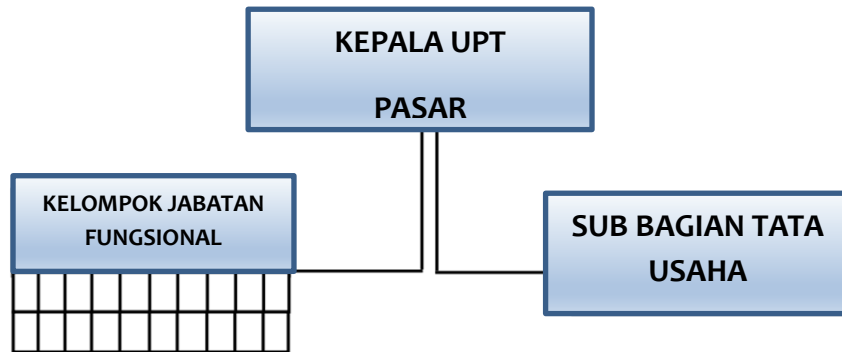 KEPALA UPT
PASAR
KELOMPOK JABATAN
FUNGSIONAL
SUB BAGIAN TATA
USAHA